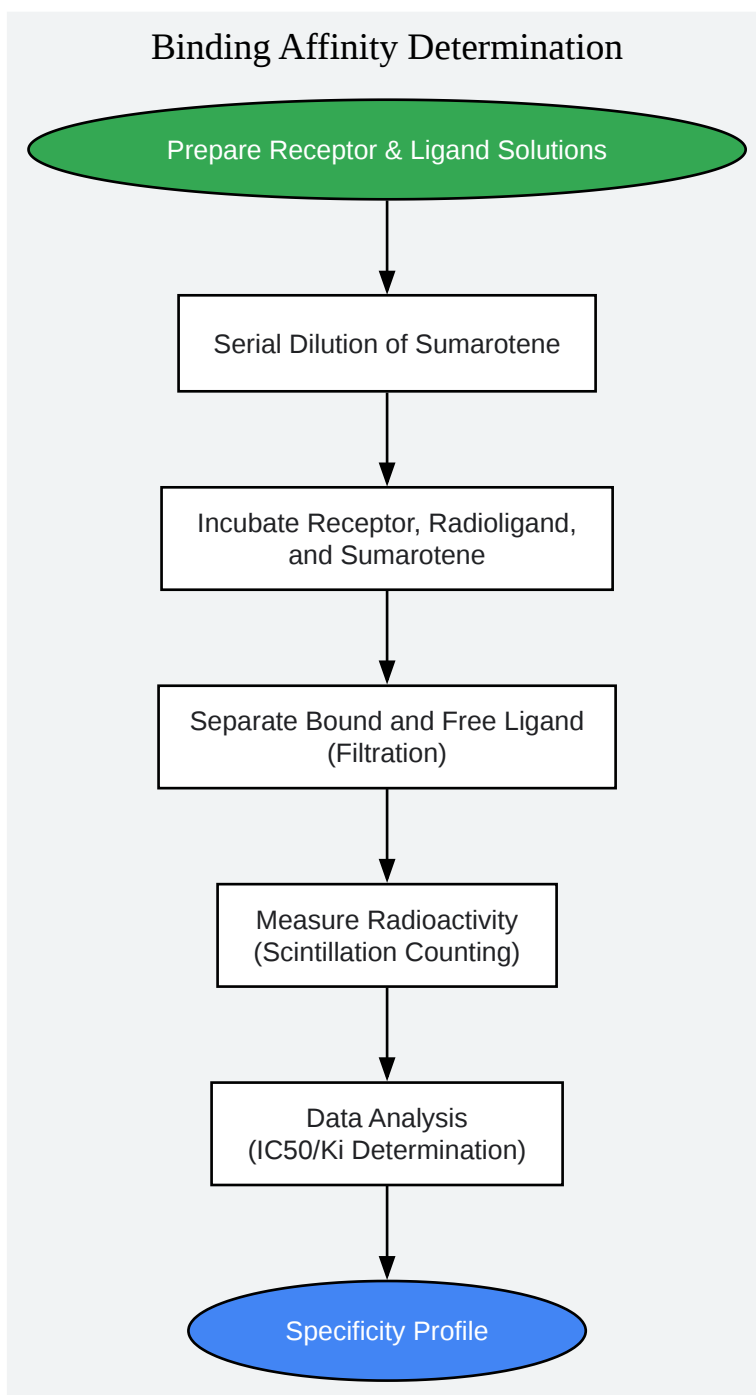 Binding Affinity Determination
Prepare Receptor & Ligand Solutions
Serial Dilution of Sumarotene
Incubate Receptor, Radioligand,
and Sumarotene
Separate Bound and Free Ligand
(Filtration)
Measure Radioactivity
(Scintillation Counting)
Data Analysis
(IC50/Ki Determination)
Specificity Profile